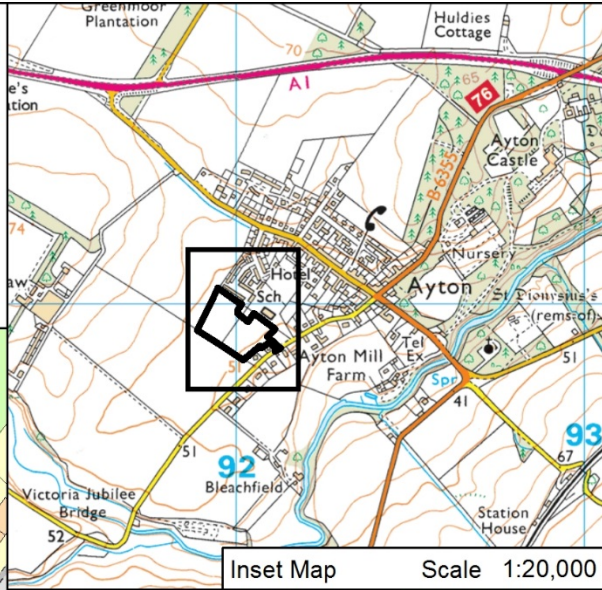 Greenmoor
Plantation
Huldies
Cottage
70
A1
65
76
e's
ation
Ayton
Castle
B 6355
74
Nursery
Hotel
Ayton
Sch
St Dionysius's
(rems of)
aw
Tel
Ex
51
Ayton Mill
Farm
51
Spr
41
51
92
93
Bleachfield
67
Victoria Jubilee
Bridge
52
Station
House
Inset Map Scale 1:20,000